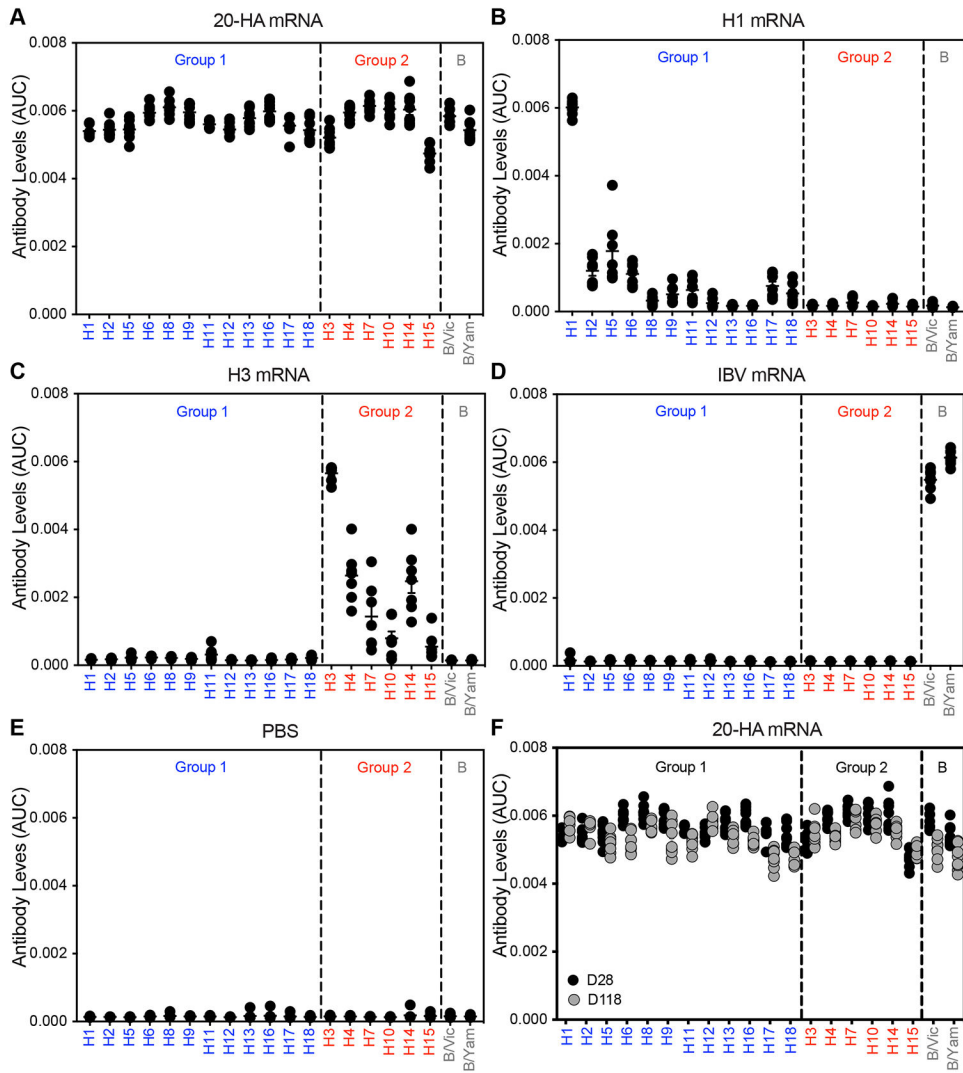 A
20-HA mRNA
Antibody Levels (AUC)
0.008
0.006
0.004
0.002
0.000
Group 1
Group 2
B
H1
H2
H5
H6
H8
H9
H11
H12
H13
H16
H17
H18
H3
H4
H7
H10
H14
H15
B/Vic
B/Yam
B
H1 mRNA
Antibody Levels (AUC)
0.008
0.006
0.004
0.002
0.000
Group 1
Group 2
B
H1
H2
H5
H6
H8
H9
H11
H12
H13
H16
H17
H18
H3
H4
H7
H10
H14
H15
B/Vic
B/Yam
C
H3 mRNA
Antibody Levels (AUC)
0.008
0.006
0.004
0.002
0.000
Group 1
Group 2
B
H1
H2
H5
H6
H8
H9
H11
H12
H13
H16
H17
H18
H3
H4
H7
H10
H14
H15
B/Vic
B/Yam
D
IBV mRNA
Antibody Levels (AUC)
0.008
0.006
0.004
0.002
0.000
Group 1
Group 2
B
H1
H2
H5
H6
H8
H9
H11
H12
H13
H16
H17
H18
H3
H4
H7
H10
H14
H15
B/Vic
B/Yam
E
PBS
Antibody Leves (AUC)
0.008
0.006
0.004
0.002
0.000
Group 1
Group 2
B
H1
H2
H5
H6
H8
H9
H11
H12
H13
H16
H17
H18
H3
H4
H7
H10
H14
H15
B/Vic
B/Yam
F
20-HA mRNA
Antibody Levels (AUC)
0.008
0.006
0.004
0.002
0.000
Group 1
Group 2
B
D28
D118
H1
H2
H5
H6
H8
H9
H11
H12
H13
H16
H17
H18
H3
H4
H7
H10
H14
H15
B/Vic
B/Yam